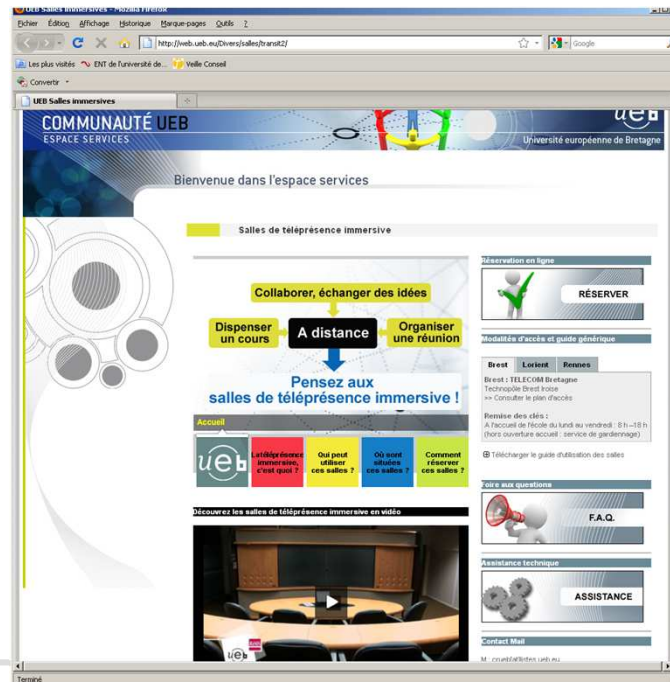 UEB Salles immersives - Mozilla Firefox
Fichier Édition Affichage Historique Marque-pages Outils ?
http://web.ueb.eu/Divers/salles/transit2/
Google
Les plus visités ENT de l'université de... Veille Conseil
Convertir
UEB Salles immersives
COMMUNAUTÉ UEB
ESPACE SERVICES
ueb
Université européenne de Bretagne
Bienvenue dans l'espace services
Salles de téléprésence immersive
Collaborer, échanger des idées
Dispenser un cours
A distance
Organiser une réunion
Pensez aux
salles de téléprésence immersive !
Accueil
ueb
La téléprésence immersive, c'est quoi ?
Qui peut utiliser ces salles ?
Où sont situées ces salles ?
Comment réserver ces salles ?
Découvrez les salles de téléprésence immersive en vidéo
ueb
Réservation en ligne
RÉSERVER
Modalités d'accès et guide générique
Brest Lorient Rennes
Brest : TELECOM Bretagne
Technopôle Brest Iroise
>> Consulter le plan d'accès
Remise des clés :
A l'accueil de l'école du lundi au vendredi : 8 h –18 h
(hors ouverture accueil : service de gardiennage)
Télécharger le guide d'utilisation des salles
Foire aux questions
F.A.Q.
Assistance technique
ASSISTANCE
Contact Mail
Terminé